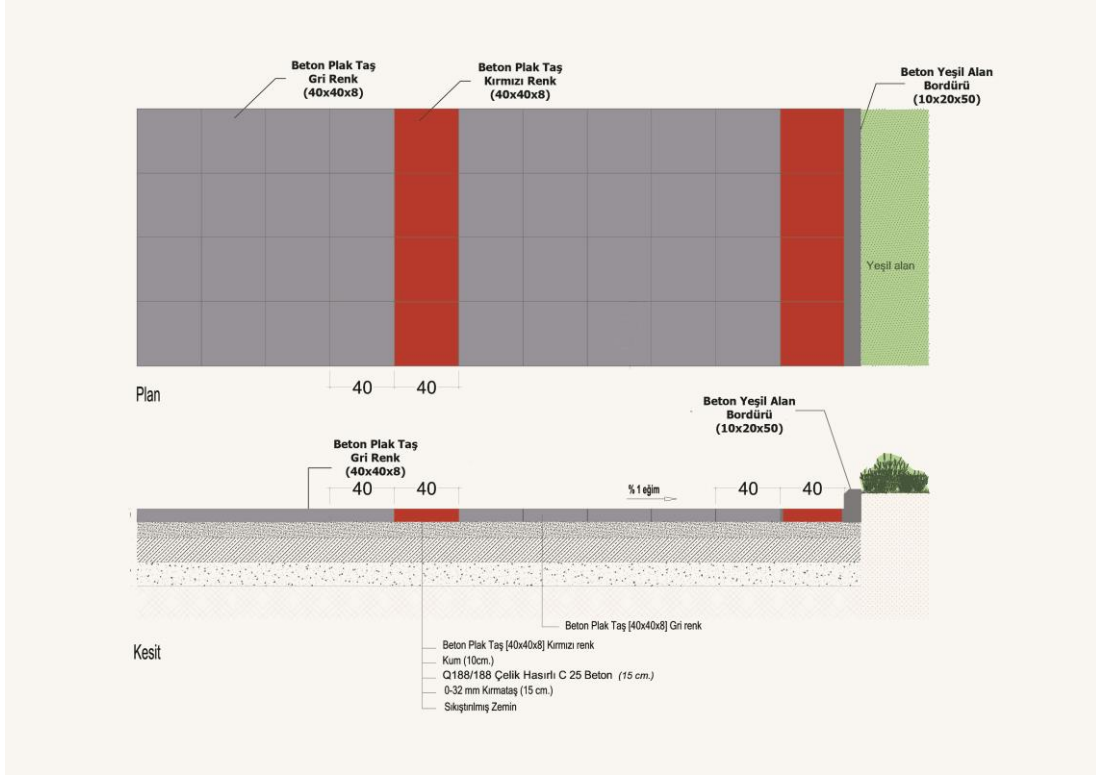 Beton Plak Taş
Gri Renk
(40x40x8)
Beton Plak Taş
Kırmızı Renk
(40x40x8)
Beton Yeşil Alan
Bordürü
(10x20x50)
Yeşil alan
40
40
Plan
Beton Yeşil Alan
Bordürü
(10x20x50)
Beton Plak Taş
Gri Renk
(40x40x8)
40
40
% 1 eğim
40
40
Beton Plak Taş [40x40x8] Gri renk
Kesit
Beton Plak Taş [40x40x8] Kırmızı renk
Kum (10cm.)
Q188/188 Çelik Hasırlı C 25 Beton (15 cm.)
0-32 mm Kırmataş (15 cm.)
Sıkıştırılmış Zemin